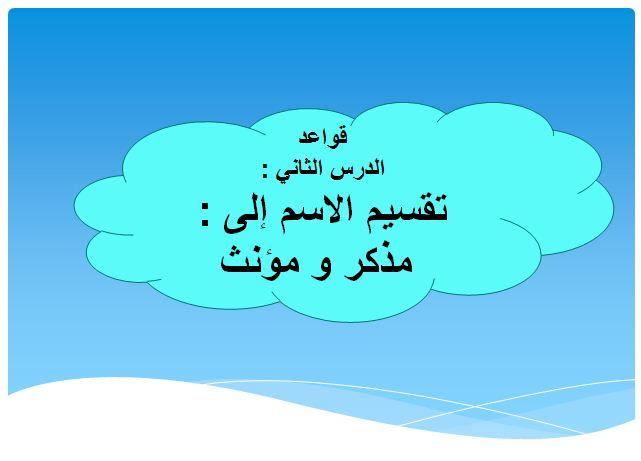 قواعد
الدرس الثاني :
تقسيم الاسم إلى :
مذكر و مؤنث